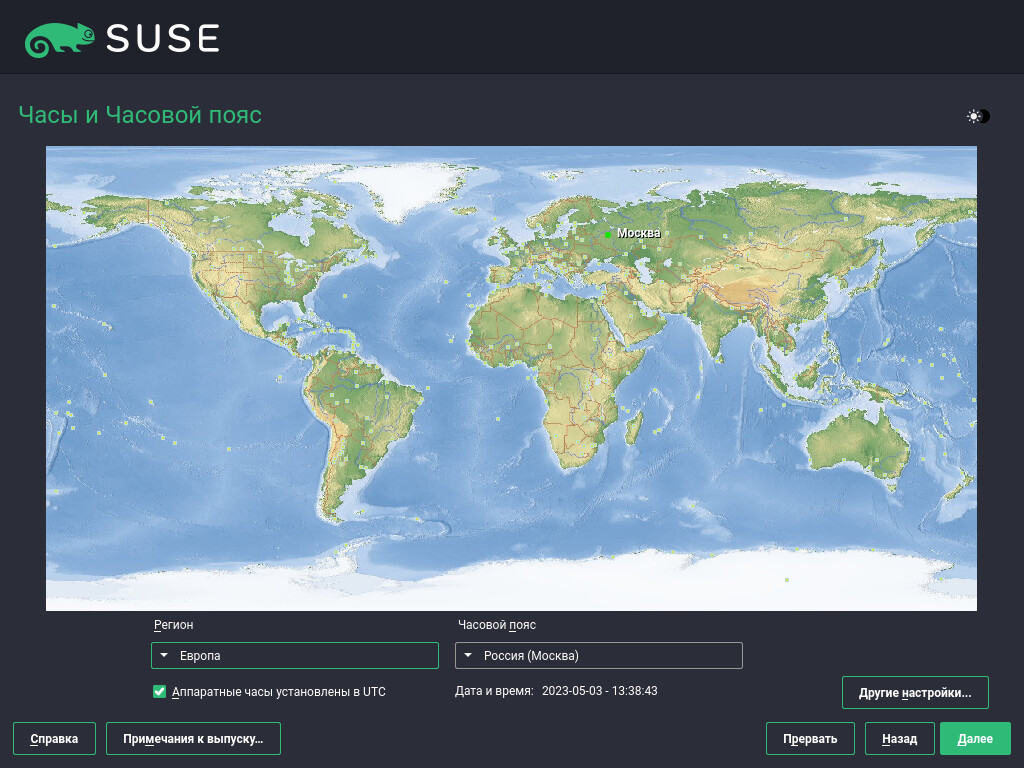 SUSE
Часы и Часовой пояс
Москва
Регион
Часовой пояс
Европа
Россия (Москва)
Аппаратные часы установлены в UTC
Дата и время: 2023-05-03 - 13:38:43
Другие настройки...
Справка
Примечания к выпуску...
Прервать
Назад
Далее